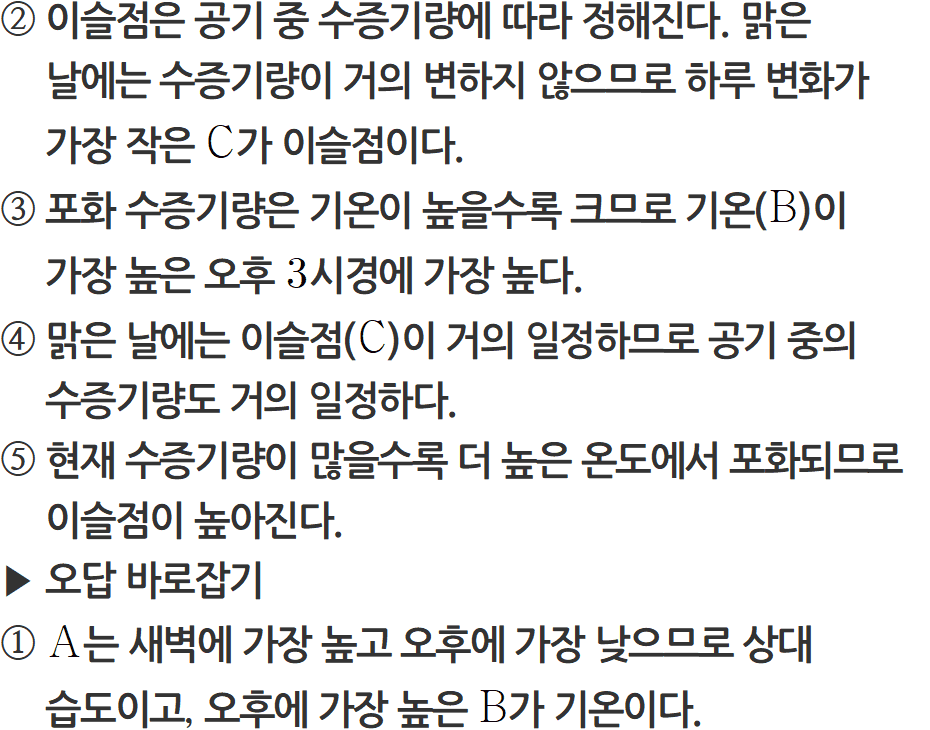 ② 이슬점은 공기 중 수증기량에 따라 정해진다. 맑은
날에는 수증기량이 거의 변하지 않으므로 하루 변화가
가장 작은 C가 이슬점이다.
③ 포화 수증기량은 기온이 높을수록 크므로 기온(B)이
가장 높은 오후 3시경에 가장 높다.
④ 맑은 날에는 이슬점(C)이 거의 일정하므로 공기 중의
수증기량도 거의 일정하다.
⑤ 현재 수증기량이 많을수록 더 높은 온도에서 포화되므로
이슬점이 높아진다.
▶ 오답 바로잡기
① A는 새벽에 가장 높고 오후에 가장 낮으므로 상대
습도이고, 오후에 가장 높은 B가 기온이다.